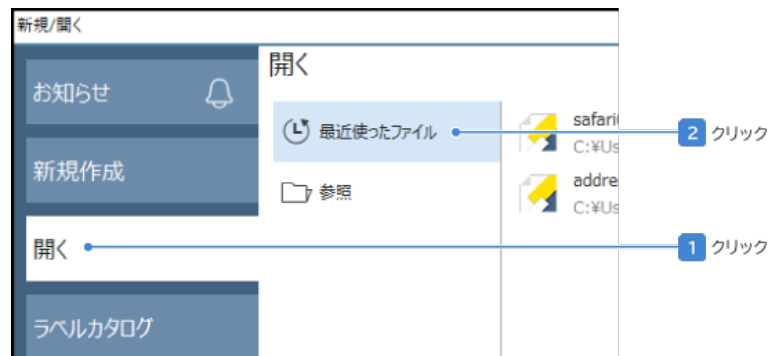 新規/開く
お知らせ
新規作成
開く
ラベルカタログ
開く
最近使ったファイル
参照
C:¥Us
addre
C:¥Us
2 クリック
1 クリック